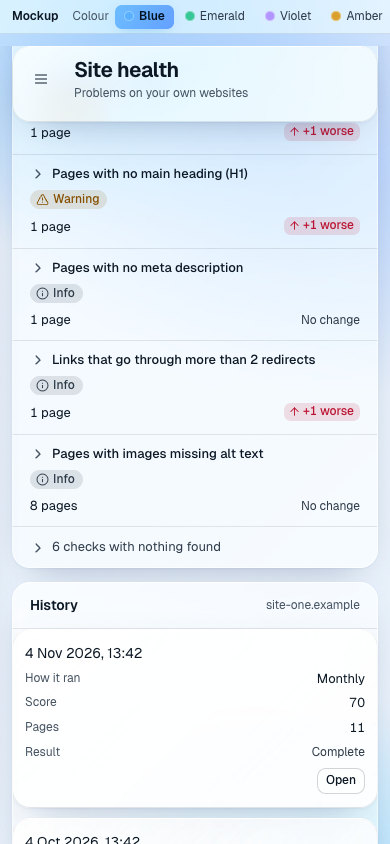 Mockup Colour Blue Emerald Violet Amber
Site health
Problems on your own websites
1 page +1 worse
Pages with no main heading (H1)
Warning
1 page +1 worse
Pages with no meta description
Info
1 page No change
Links that go through more than 2 redirects
Info
1 page +1 worse
Pages with images missing alt text
Info
8 pages No change
6 checks with nothing found
History site-one.example
4 Nov 2026, 13:42
How it ran Monthly
Score 70
Pages 11
Result Complete
Open
4 Oct 2026, 13:42